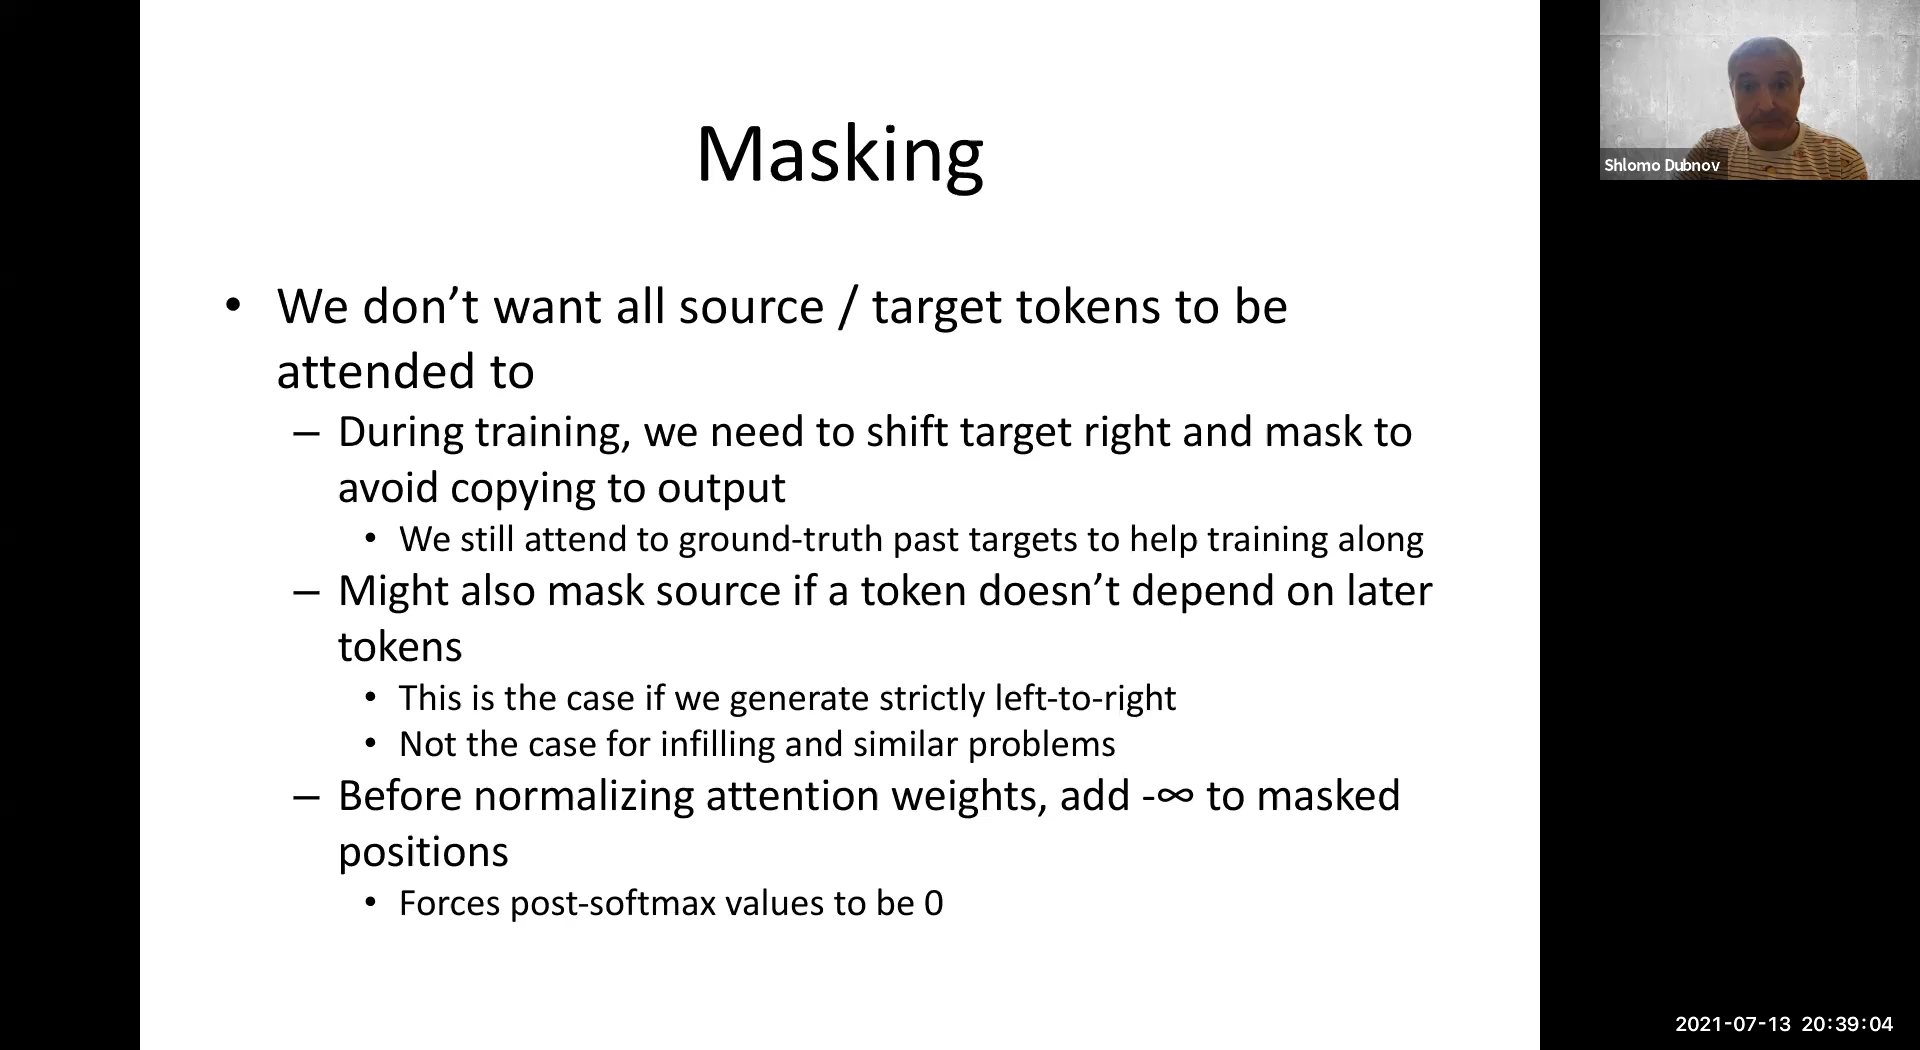 Masking
• We don’t want all source / target tokens to be
attended to
– During training, we need to shift target right and mask to
avoid copying to output
• We still attend to ground-truth past targets to help training along
– Might also mask source if a token doesn’t depend on later
tokens
• This is the case if we generate strictly left-to-right
• Not the case for infilling and similar problems
– Before normalizing attention weights, add -∞ to masked
positions
• Forces post-softmax values to be 0
Shlomo Dubnov
2021-07-13 20:39:04